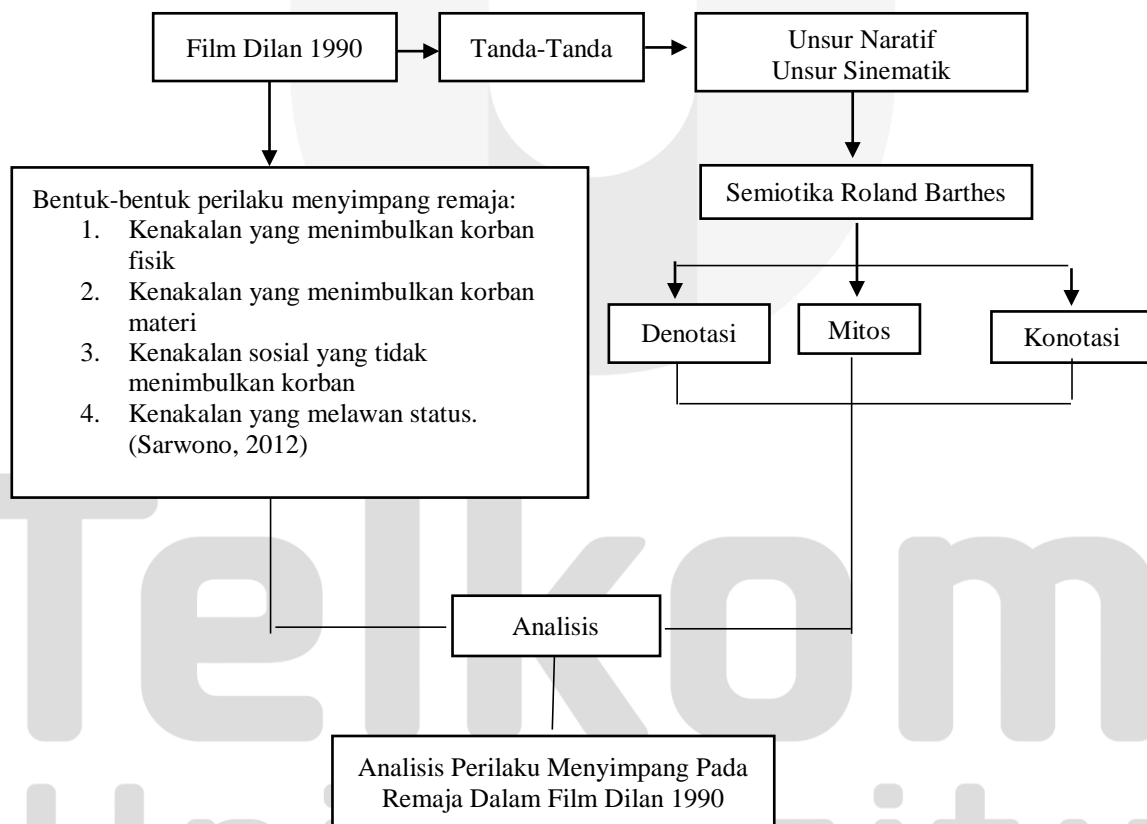 Film Dilan 1990
Tanda-Tanda
Unsur Naratif
Unsur Sinematik
Bentuk-bentuk perilaku menyimpang remaja:
1. Kenakalan yang menimbulkan korban
fisik
2. Kenakalan yang menimbulkan korban
materi
3. Kenakalan sosial yang tidak
menimbulkan korban
4. Kenakalan yang melawan status.
(Sarwono, 2012)
Semiotika Roland Barthes
Denotasi
Mitos
Konotasi
Analisis
Analisis Perilaku Menyimpang Pada
Remaja Dalam Film Dilan 1990
Telkom
University